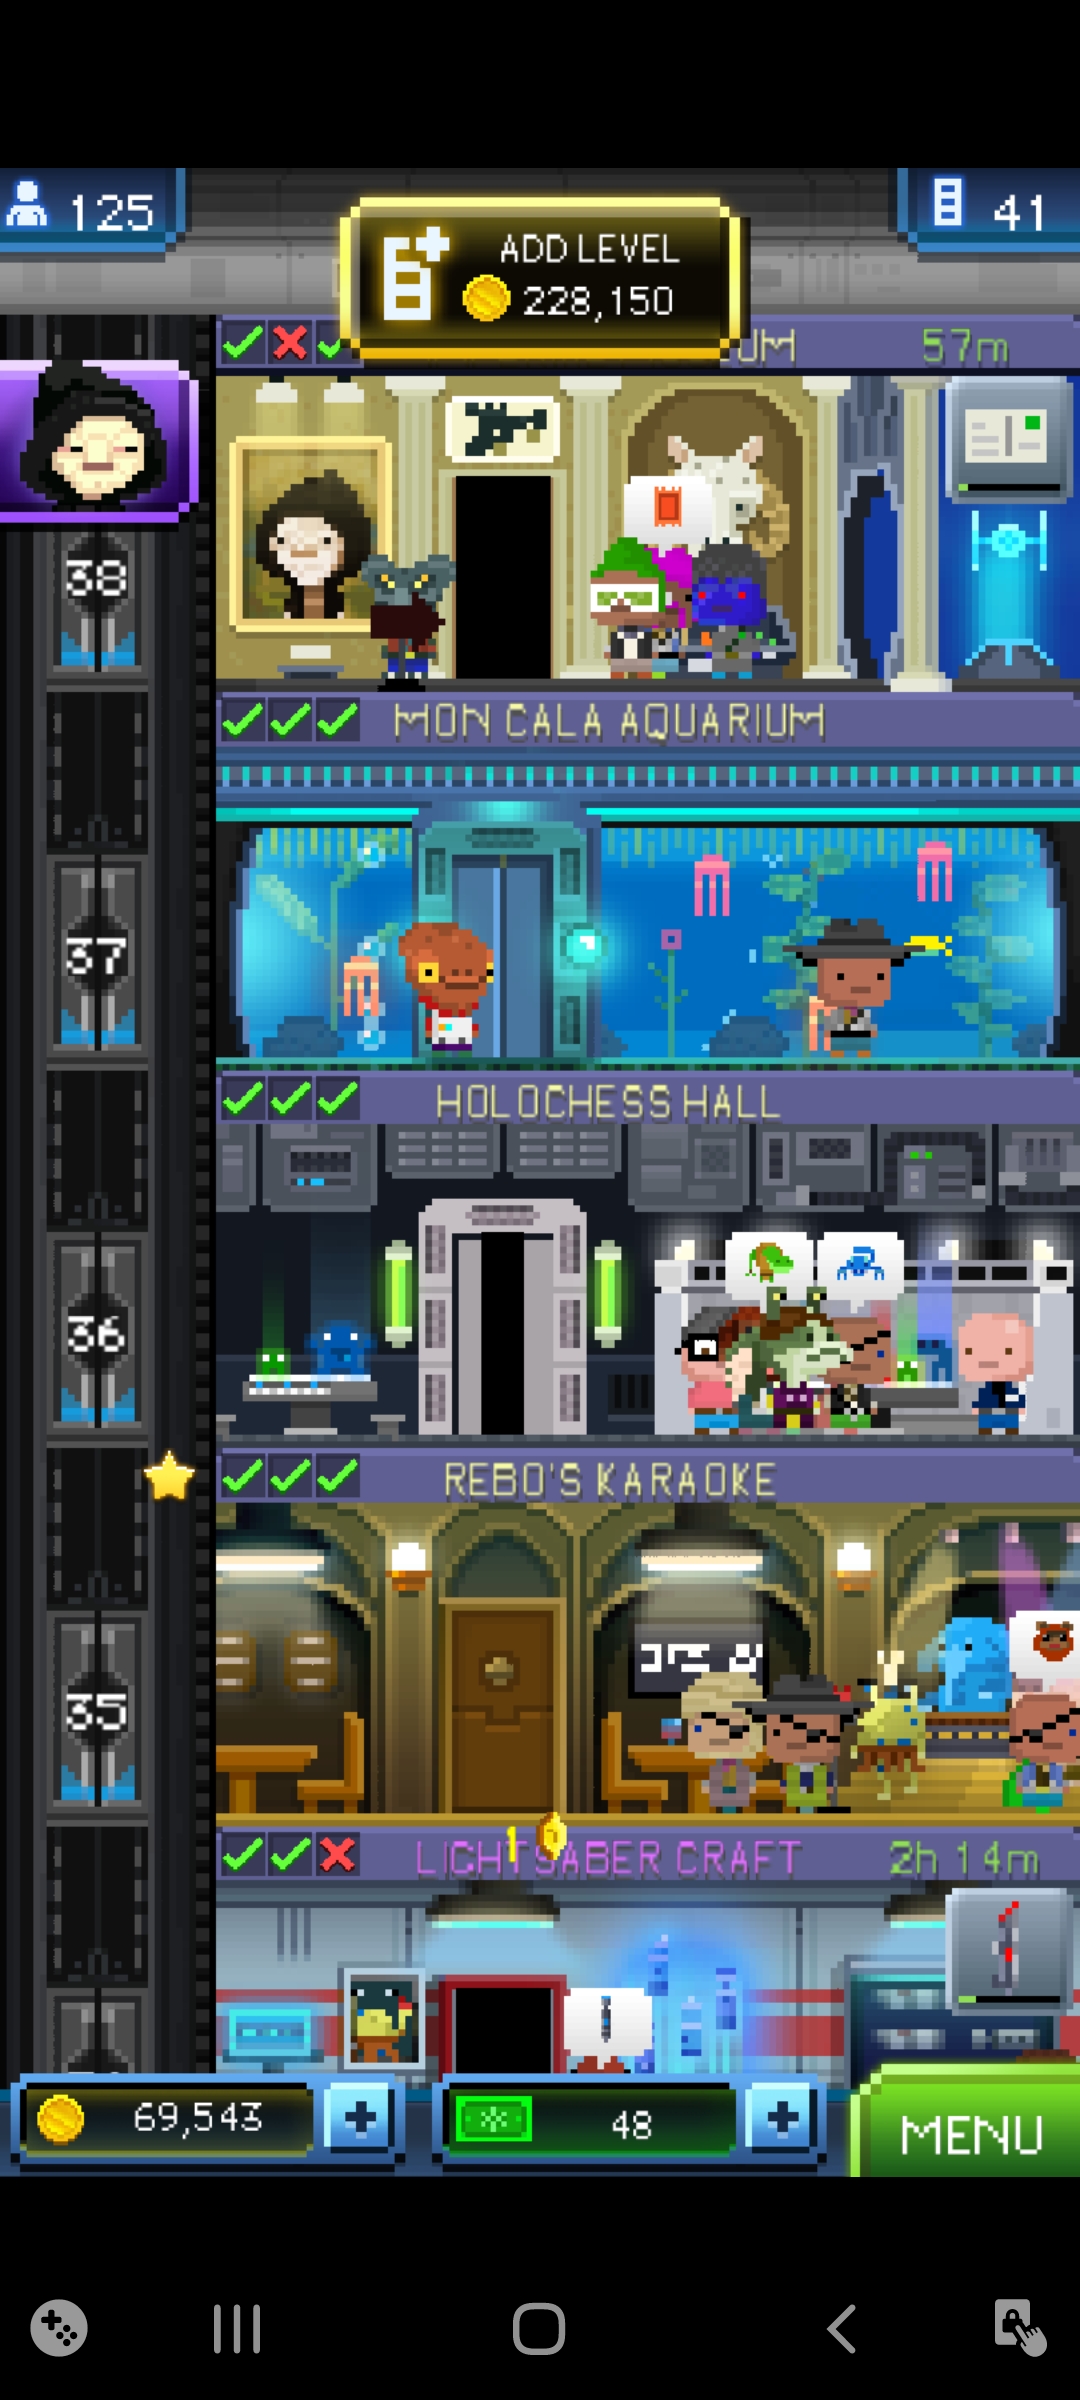 125
41
ADD LEVEL
228,150
57m
38
MON CALA AQUARIUM
37
HOLOCHESS HALL
36
REBO'S KARAOKE
35
1
LIGHTSABER CRAFT
2h 14m
69,543
48
MENU